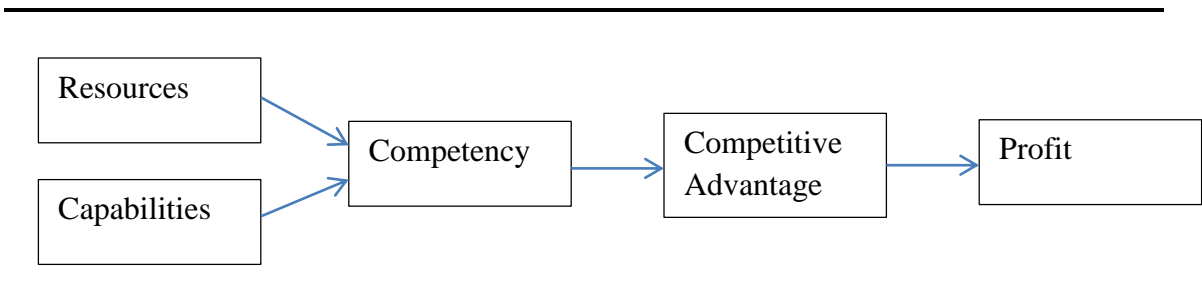 Resources
Capabilities
Competency
Competitive
Advantage
Profit